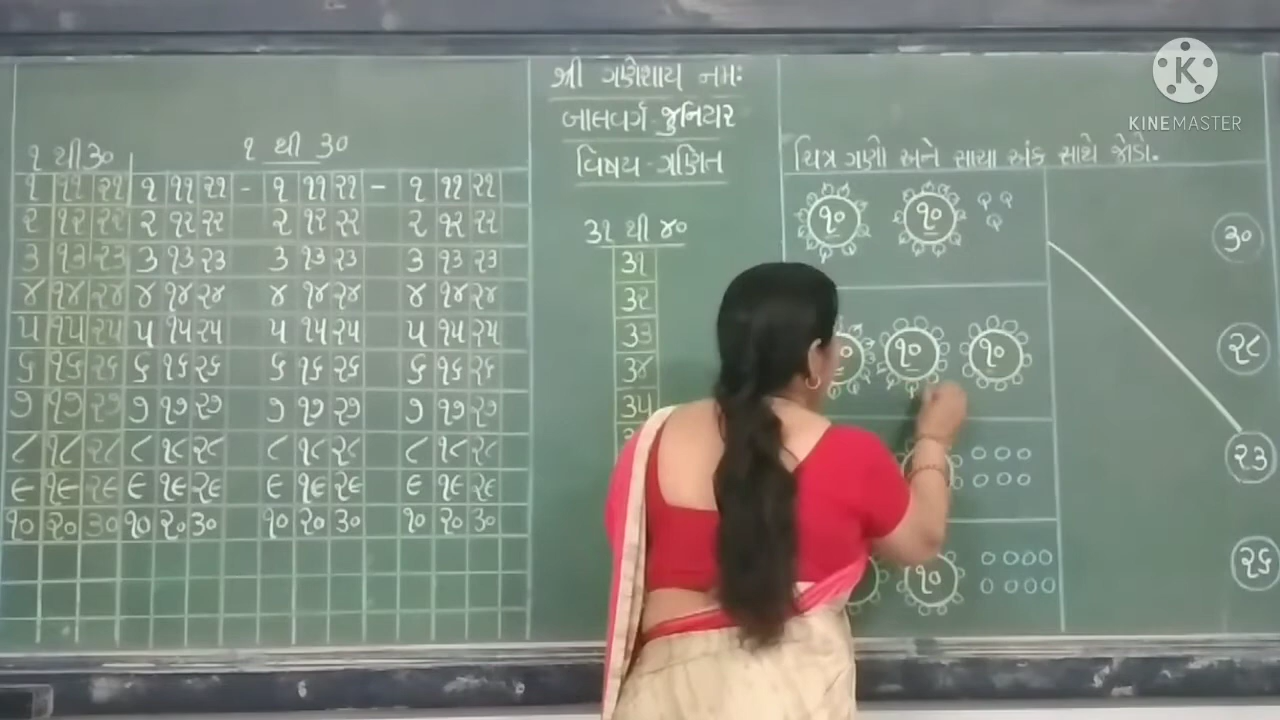 શ્રી ગણેશાય નમઃ
બાલવર્ગ જુનિયર
વિષય-ગણિત
૧ થી ૩૦
૧ થી ૩૦
૧ ૧૧ ૨૧ ૧ ૧૧ ૨૧ - ૧ ૧૧ ૨૧ - ૧ ૧૧ ૨૧
૨ ૧૨ ૨૨ ૨ ૧૨ ૨૨ ૨ ૧૨ ૨૨ ૨ ૧૨ ૨૨
૩ ૧૩ ૨૩ ૩ ૧૩ ૨૩ ૩ ૧૩ ૨૩ ૩ ૧૩ ૨૩
૪ ૧૪ ૨૪ ૪ ૧૪ ૨૪ ૪ ૧૪ ૨૪ ૪ ૧૪ ૨૪
૫ ૧૫ ૨૫ ૫ ૧૫ ૨૫ ૫ ૧૫ ૨૫ ૫ ૧૫ ૨૫
૬ ૧૬ ૨૬ ૬ ૧૬ ૨૬ ૬ ૧૬ ૨૬ ૬ ૧૬ ૨૬
૭ ૧૭ ૨૭ ૭ ૧૭ ૨૭ ૭ ૧૭ ૨૭ ૭ ૧૭ ૨૭
૮ ૧૮ ૨૮ ૮ ૧૮ ૨૮ ૮ ૧૮ ૨૮ ૮ ૧૮ ૨૮
૯ ૧૯ ૨૯ ૯ ૧૯ ૨૯ ૯ ૧૯ ૨૯ ૯ ૧૯ ૨૯
૧૦ ૨૦ ૩૦ ૧૦ ૨૦ ૩૦ ૧૦ ૨૦ ૩૦ ૧૦ ૨૦ ૩૦
૩૧ થી ૪૦
૩૧
૩૨
૩૩
૩૪
૩૫
ચિત્ર ગણો અને સાચા અંક સાથે જોડો.
૧૦ ૧૦
૩૦
૧૦ ૧૦
૨૮
૨૩
૧૦
૨૬
K
KINEMASTER